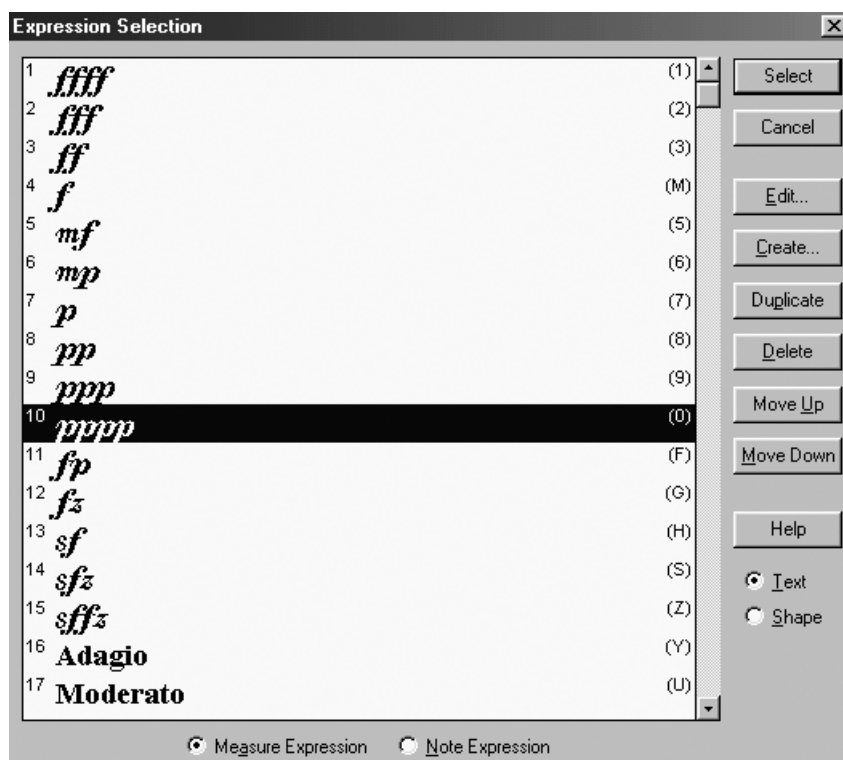 Expression Selection
1 ffff (1)
2 fff (2)
3 ff (3)
4 f (M)
5 mf (5)
6 mp (6)
7 p (7)
8 pp (8)
9 ppp (9)
10 pppp (0)
11 fp (F)
12 fz (G)
13 sf (H)
14 sfz (S)
15 sffz (Z)
16 Adagio (Y)
17 Moderato (U)
Select
Cancel
Edit...
Create...
Duplicate
Delete
Move Up
Move Down
Help
Text
Shape
Measure Expression Note Expression